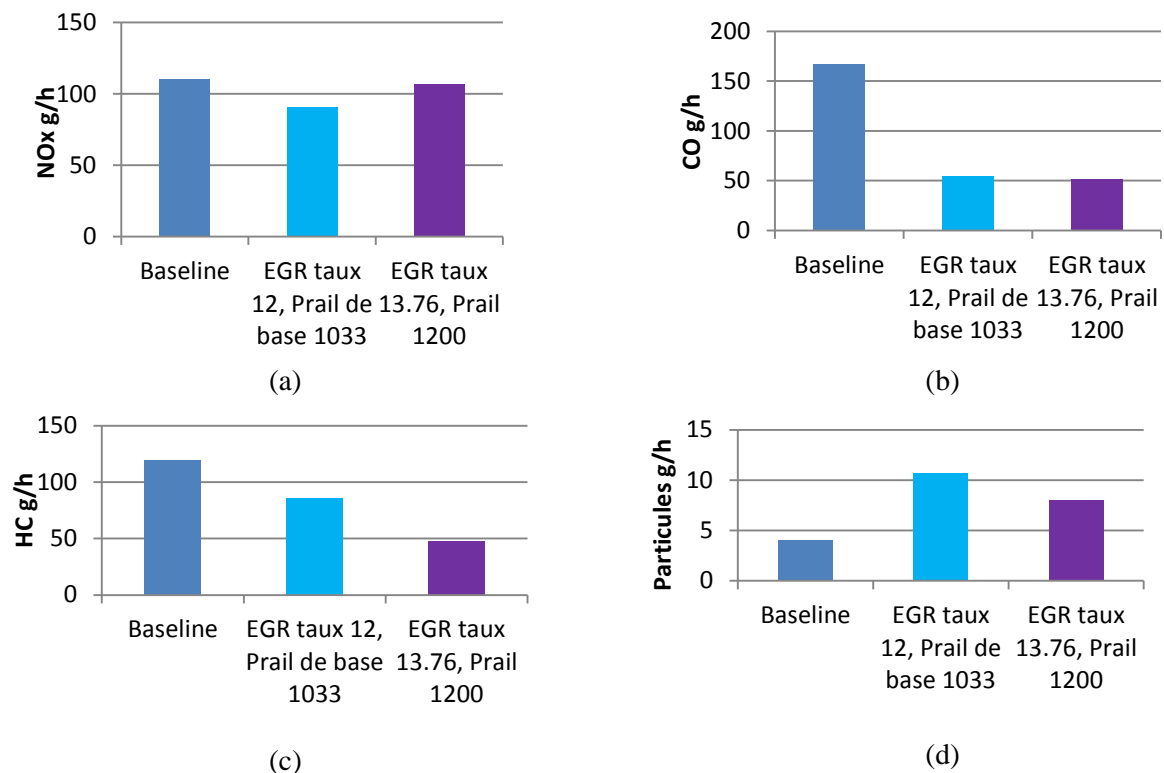 150
100
50
0
NOx g/h
Baseline
EGR taux
12, Prail de
base 1033
EGR taux
13.76, Prail
1200
(a)
200
150
100
50
0
CO g/h
Baseline
EGR taux
12, Prail de
base 1033
EGR taux
13.76, Prail
1200
(b)
150
100
50
0
HC g/h
Baseline
EGR taux 12,
Prail de base
1033
EGR taux
13.76, Prail
1200
(c)
15
10
5
0
Particules g/h
Baseline
EGR taux
12, Prail de
base 1033
EGR taux
13.76, Prail
1200
(d)